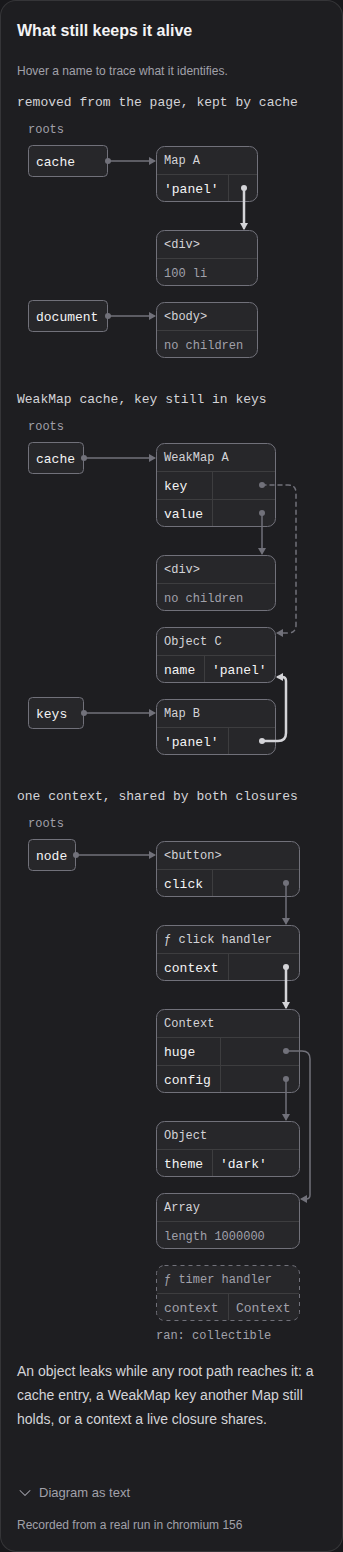 What still keeps it alive
Hover a name to trace what it identifies.
removed from the page, kept by cache
roots
cache
Map A
'panel'
<div>
100 li
document
<body>
no children
WeakMap cache, key still in keys
roots
cache
WeakMap A
key
value
<div>
no children
Object C
name 'panel'
keys
Map B
'panel'
one context, shared by both closures
roots
node
<button>
click
ƒ click handler
context
Context
huge
config
Object
theme 'dark'
Array
length 1000000
ƒ timer handler
context Context
ran: collectible
An object leaks while any root path reaches it: a
cache entry, a WeakMap key another Map still
holds, or a context a live closure shares.
Diagram as text
Recorded from a real run in chromium 156